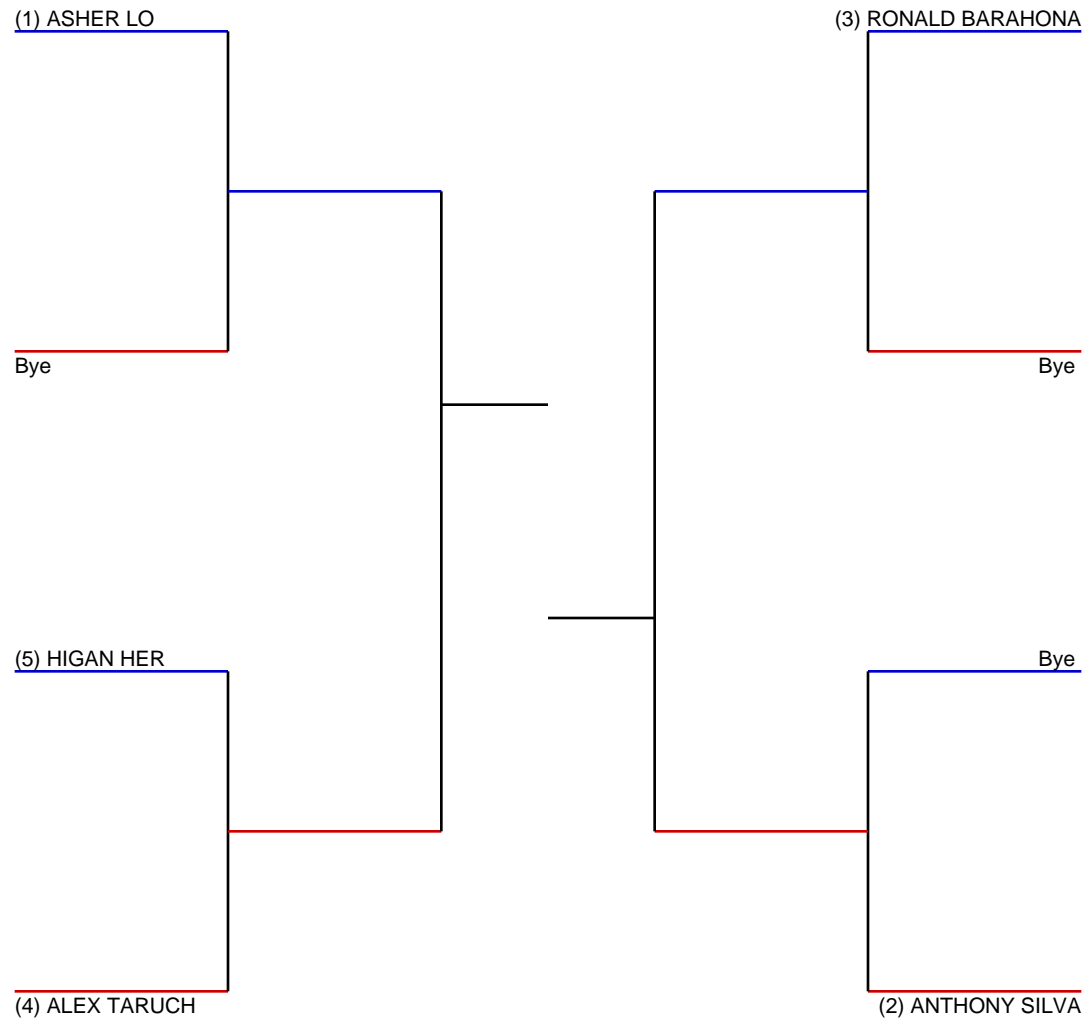 (1) ASHER LO
(3) RONALD BARAHONA
Bye
Bye
(5) HIGAN HER
Bye
(4) ALEX TARUCH
(2) ANTHONY SILVA